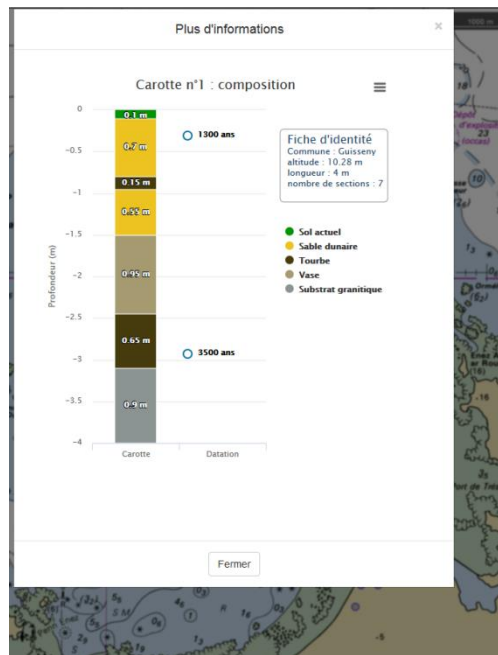 Plus d'informations
×
Carotte n°1 : composition
0
-0.5
-1
-1.5
-2
-2.5
-3
-3.5
-4
Profondeur (m)
0.1 m
0.7 m
0.15 m
0.55 m
0.95 m
0.65 m
0.9 m
1300 ans
3500 ans
Carotte
Datation
Fiche d'identité
Commune : Guisseny
altitude : 10.28 m
longueur : 4 m
nombre de sections : 7
Sol actuel
Sable dunaire
Tourbe
Vase
Substrat granitique
Fermer